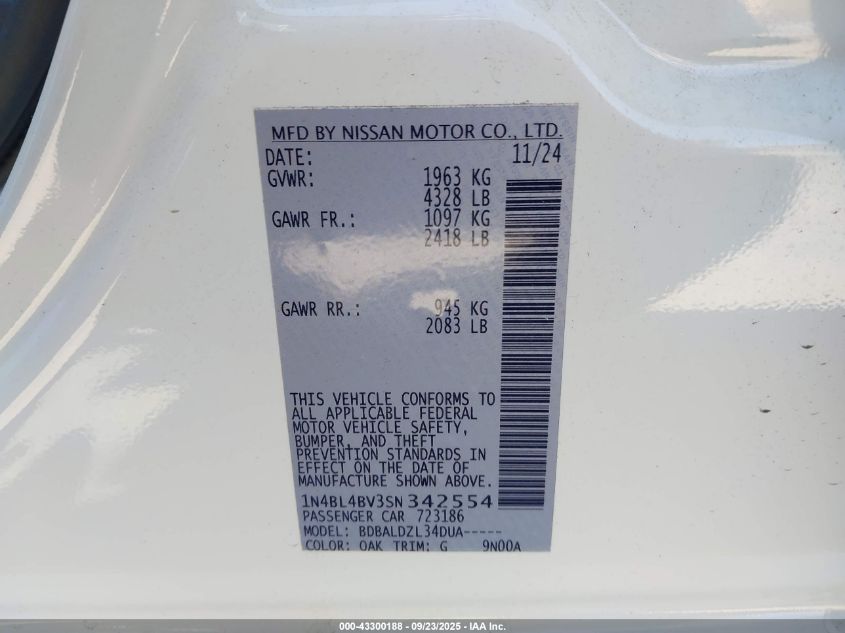 MFD BY NISSAN MOTOR CO., LTD.
DATE: 11/24
GVWR: 1963 KG
4328 LB
GAWR FR.: 1097 KG
2418 LB
GAWR RR.: 945 KG
2083 LB
THIS VEHICLE CONFORMS TO
ALL APPLICABLE FEDERAL
MOTOR VEHICLE SAFETY,
BUMPER, AND THEFT
PREVENTION STANDARDS IN
EFFECT ON THE DATE OF
MANUFACTURE SHOWN ABOVE.
1N4BL4BV3SN342554
PASSENGER CAR 723186
MODEL: BDBALDZL34DUA-----
COLOR: QAK TRIM: G 9N00A
000-43300188 - 09/23/2025 - IAA Inc.